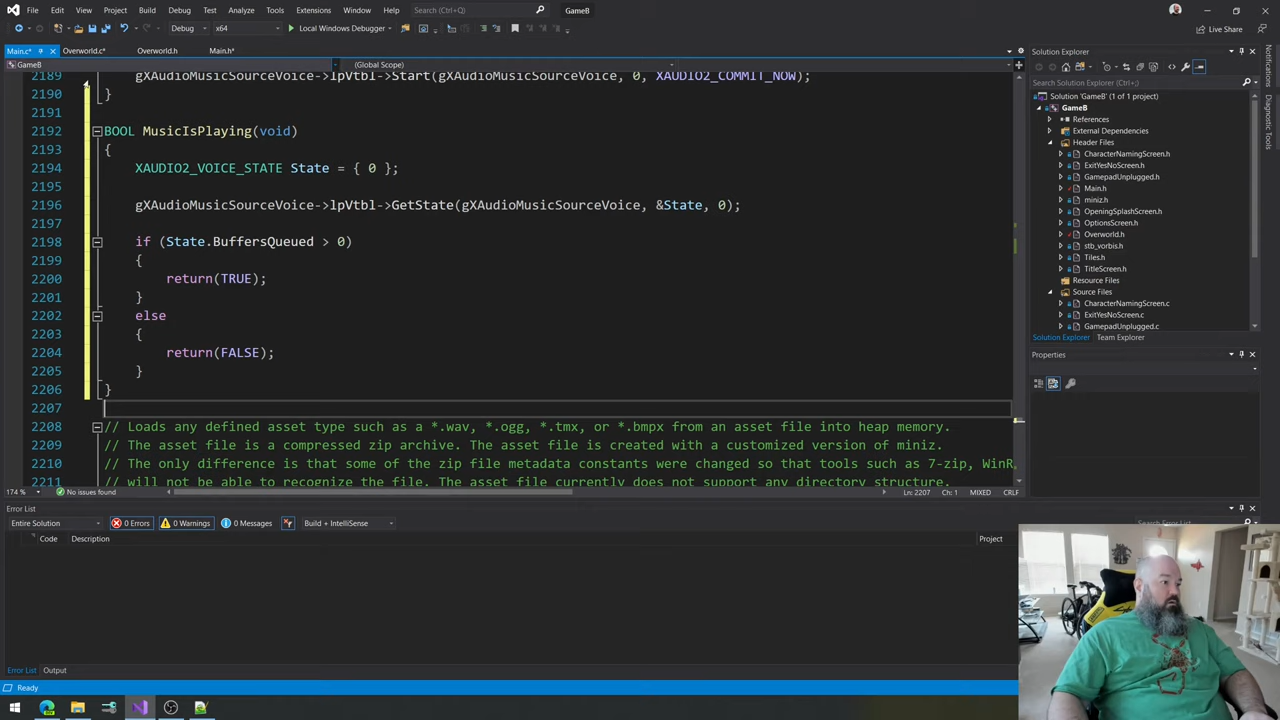 File Edit View Git Project Build Debug Test Analyze Tools Extensions Window Help Search (Ctrl+Q) GameB
Debug x64 Local Windows Debugger Live Share
Main.c* Overworld.c* Overworld.h Main.h*
GameB (Global Scope)
2189 gXAudioMusicSourceVoice->lpVtbl->Start(gXAudioMusicSourceVoice, 0, XAUDIO2_COMMIT_NOW);
2190 }
2191
2192 BOOL MusicIsPlaying(void)
2193 {
2194 XAUDIO2_VOICE_STATE State = { 0 };
2195
2196 gXAudioMusicSourceVoice->lpVtbl->GetState(gXAudioMusicSourceVoice, &State, 0);
2197
2198 if (State.BuffersQueued > 0)
2199 {
2200 return(TRUE);
2201 }
2202 else
2203 {
2204 return(FALSE);
2205 }
2206 }
2207
2208 // Loads any defined asset type such as a *.wav, *.ogg, *.tmx, or *.bmpx from an asset file into heap memory.
2209 // The asset file is a compressed zip archive. The asset file is created with a customized version of miniz.
2210 // The only difference is that some of the zip file metadata constants were changed so that tools such as 7-zip, WinR
2211 // will not be able to recognize the file. The asset file currently does not support any directory structure.
174 % No issues found Ln: 2207 Ch: 1 MIXED CRLF
Error List
Entire Solution 0 Errors 0 Warnings 0 Messages Build + IntelliSense
Code Description Project
Error List Output
Ready
Solution Explorer
Search Solution Explorer (Ctrl+;)
Solution 'GameB' (1 of 1 project)
GameB
References
External Dependencies
Header Files
CharacterNamingScreen.h
ExitYesNoScreen.h
GamepadUnplugged.h
Main.h
miniz.h
OpeningSplashScreen.h
OptionsScreen.h
Overworld.h
stb_vorbis.h
Tiles.h
TitleScreen.h
Resource Files
Source Files
CharacterNamingScreen.c
ExitYesNoScreen.c
GamepadUnplugged.c
Solution Explorer Team Explorer
Properties
Notifications
Diagnostic Tools